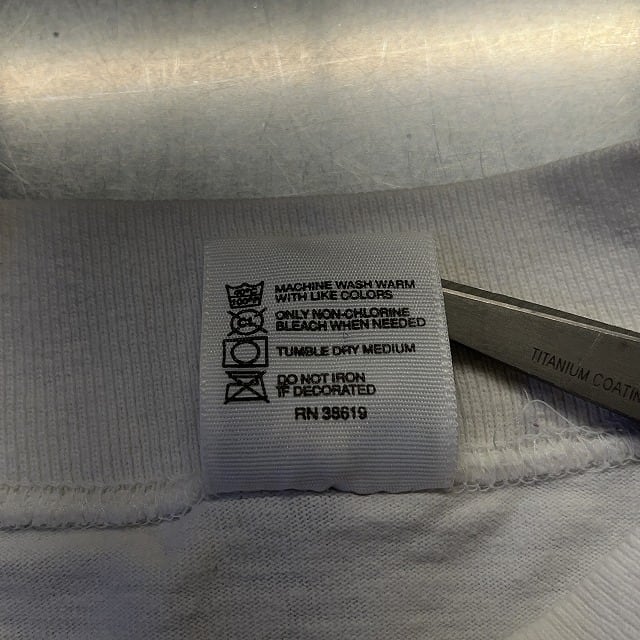 MACHINE WASH WARM
WITH LIKE COLORS
ONLY NON-CHLORINE
BLEACH WHEN NEEDED
TUMBLE DRY MEDIUM
DO NOT IRON
IF DECORATED
RN 38619
TITANIUM COATIN